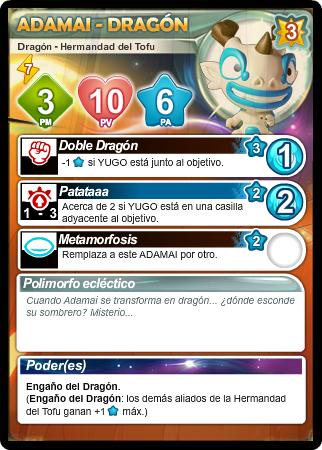 ADAMAI - DRAGÓN
3
Dragón - Hermandad del Tofu
7
3
PM
10
PV
6
PA
Doble Dragón
3
1
-1 si YUGO está junto al objetivo.
Patataaa
2
2
1 - 3
Acerca de 2 si YUGO está en una casilla
adyacente al objetivo.
Metamorfosis
2
Remplaza a este ADAMAI por otro.
Polimorfo ecléctico
Cuando Adamai se transforma en dragón... ¿dónde esconde
su sombrero? Misterio...
Poder(es)
Engaño del Dragón.
(Engaño del Dragón: los demás aliados de la Hermandad
del Tofu ganan +1 máx.)